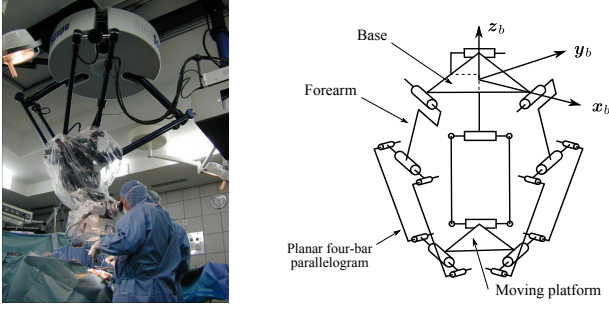 z_b
Base
y_b
Forearm
x_b
Planar four-bar
parallelogram
Moving platform